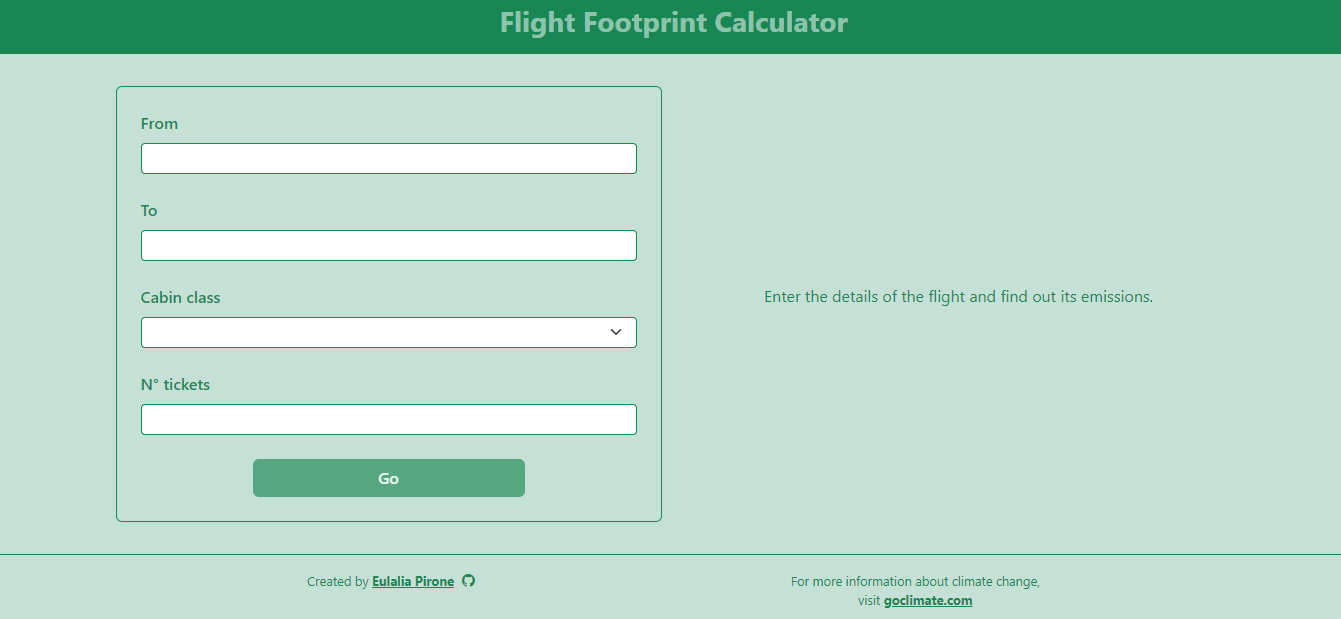 Flight Footprint Calculator
From
To
Cabin class
N° tickets
Go
Enter the details of the flight and find out its emissions.
Created by Eulalia Pirone
For more information about climate change,
visit goclimate.com